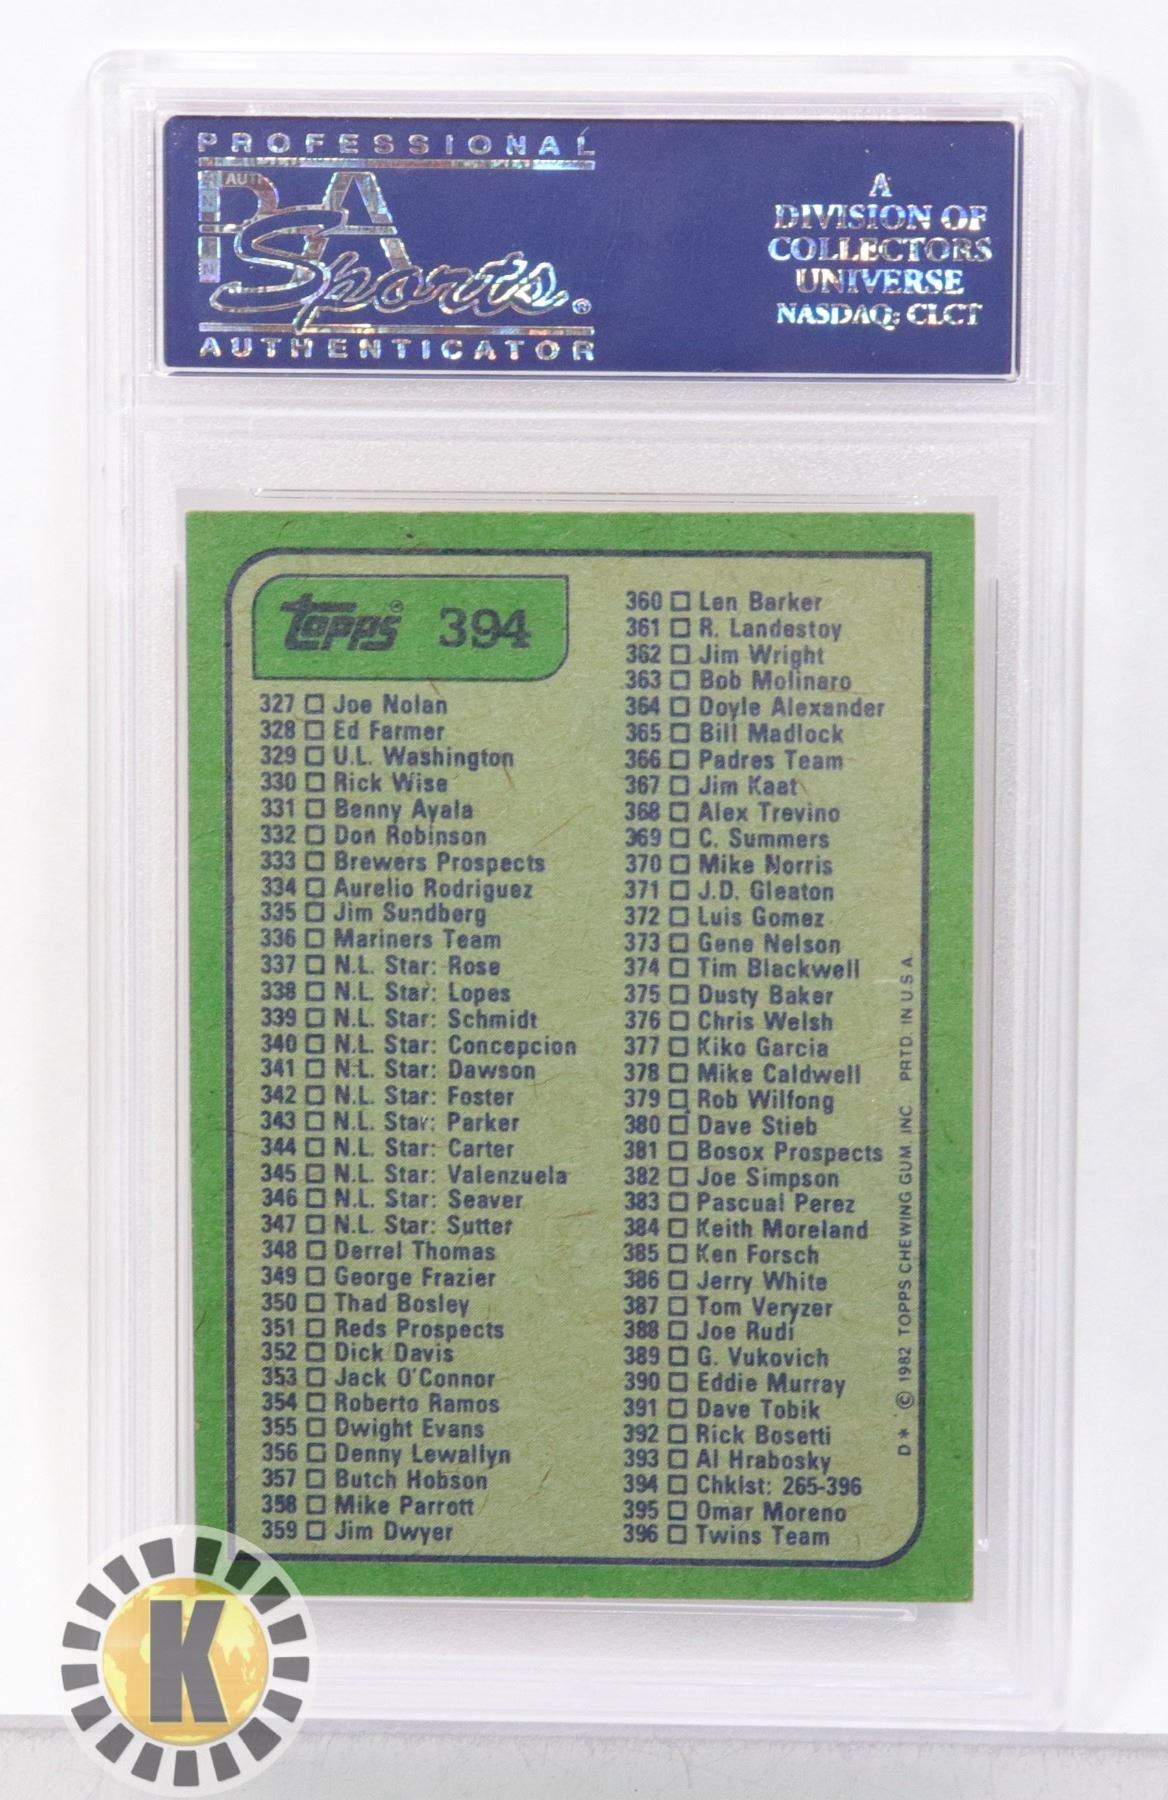 PROFESSIONAL
PSA
Sports®
AUTHENTICATOR
A
DIVISION OF
COLLECTORS
UNIVERSE
NASDAQ: CLCT
TOPPS® 394
327 □ Joe Nolan
328 □ Ed Farmer
329 □ U.L. Washington
330 □ Rick Wise
331 □ Benny Ayala
332 □ Don Robinson
333 □ Brewers Prospects
334 □ Aurelio Rodriguez
335 □ Jim Sundberg
336 □ Mariners Team
337 □ N.L. Star: Rose
338 □ N.L. Star: Lopes
339 □ N.L. Star: Schmidt
340 □ N.L. Star: Concepcion
341 □ N.L. Star: Dawson
342 □ N.L. Star: Foster
343 □ N.L. Star: Parker
344 □ N.L. Star: Carter
345 □ N.L. Star: Valenzuela
346 □ N.L. Star: Seaver
347 □ N.L. Star: Sutter
348 □ Derrel Thomas
349 □ George Frazier
350 □ Thad Bosley
351 □ Reds Prospects
352 □ Dick Davis
353 □ Jack O'Connor
354 □ Roberto Ramos
355 □ Dwight Evans
356 □ Denny Lewallyn
357 □ Butch Hobson
358 □ Mike Parrott
359 □ Jim Dwyer
360 □ Len Barker
361 □ R. Landestoy
362 □ Jim Wright
363 □ Bob Molinaro
364 □ Doyle Alexander
365 □ Bill Madlock
366 □ Padres Team
367 □ Jim Kaat
368 □ Alex Trevino
369 □ C. Summers
370 □ Mike Norris
371 □ J.D. Gleaton
372 □ Luis Gomez
373 □ Gene Nelson
374 □ Tim Blackwell
375 □ Dusty Baker
376 □ Chris Welsh
377 □ Kiko Garcia
378 □ Mike Caldwell
379 □ Rob Wilfong
380 □ Dave Stieb
381 □ Bosox Prospects
382 □ Joe Simpson
383 □ Pascual Perez
384 □ Keith Moreland
385 □ Ken Forsch
386 □ Jerry White
387 □ Tom Veryzer
388 □ Joe Rudi
389 □ G. Vukovich
390 □ Eddie Murray
391 □ Dave Tobik
392 □ Rick Bosetti
393 □ Al Hrabosky
394 □ Chklst: 265-396
395 □ Omar Moreno
396 □ Twins Team
D* © 1982 TOPPS CHEWING GUM, INC. PRTD IN U.S.A.
K